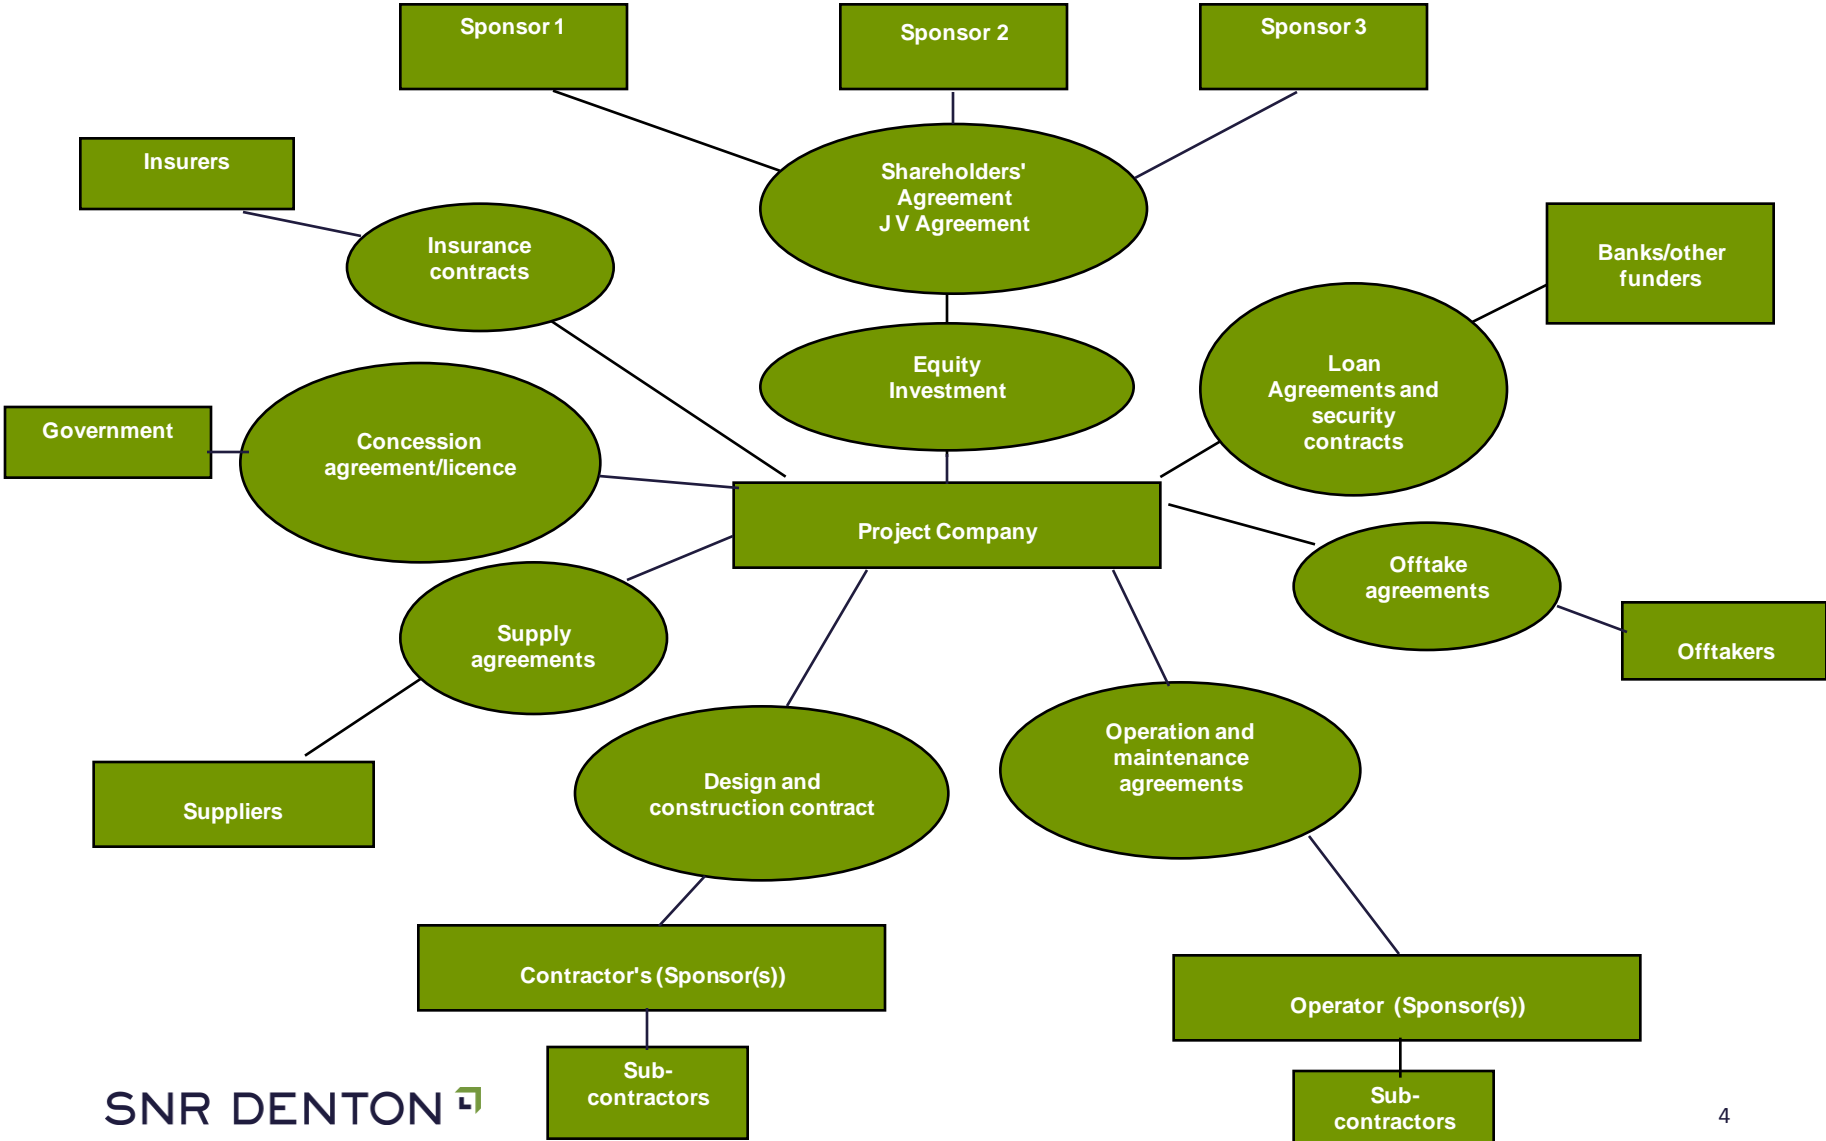 Sponsor 1
Sponsor 2
Sponsor 3
Insurers
Shareholders'
Agreement
J V Agreement
Insurance
contracts
Banks/other
funders
Equity
Investment
Loan
Agreements and
security
contracts
Government
Concession
agreement/licence
Project Company
Offtake
agreements
Offtakers
Supply
agreements
Suppliers
Design and
construction contract
Operation and
maintenance
agreements
Contractor's (Sponsor(s))
Operator (Sponsor(s))
Sub-
contractors
Sub-
contractors
SNR DENTON
4